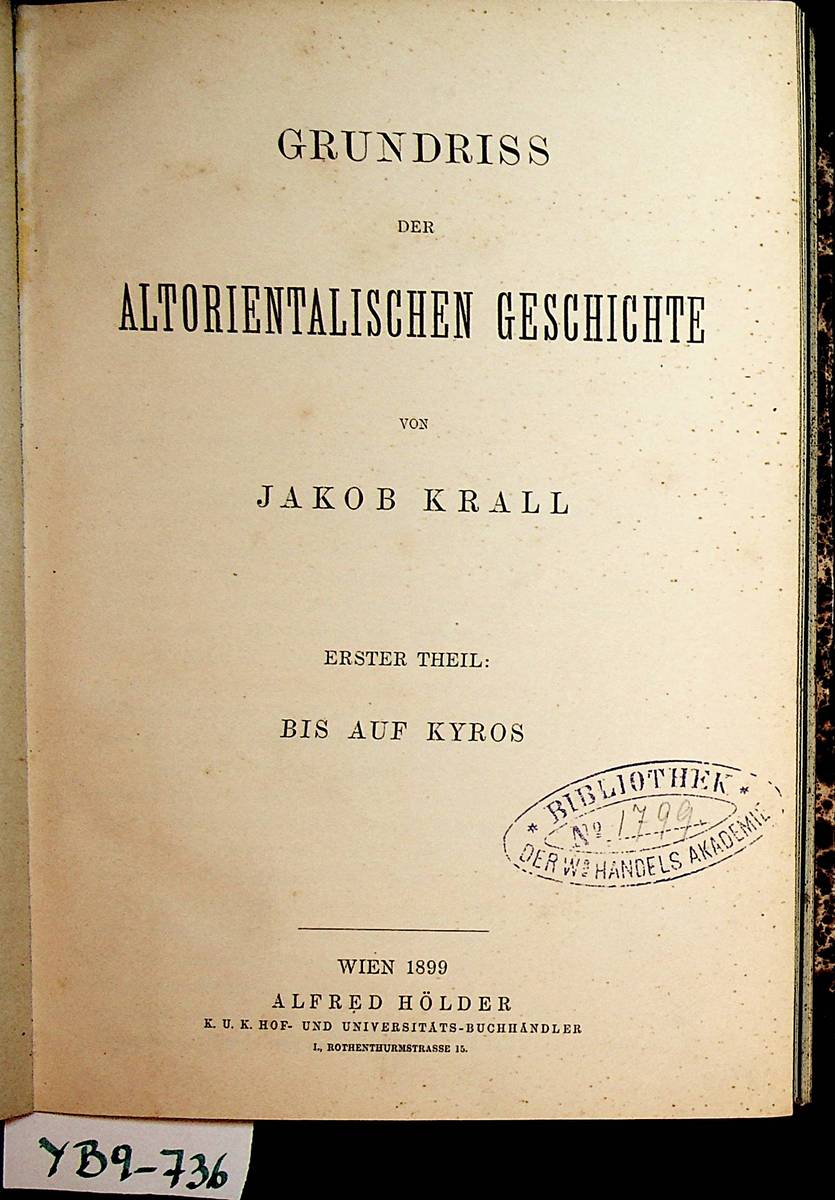 GRUNDRISS
DER
ALTORIENTALISCHEN GESCHICHTE
VON
JAKOB KRALL
ERSTER THEIL:
BIS AUF KYROS
* BIBLIOTHEK *
Nº 1799
DER Wª HANDELS AKADEMIE
WIEN 1899
ALFRED HÖLDER
K. U. K. HOF- UND UNIVERSITÄTS-BUCHHÄNDLER
I., ROTHENTHURMSTRASSE 15.
YB9-736